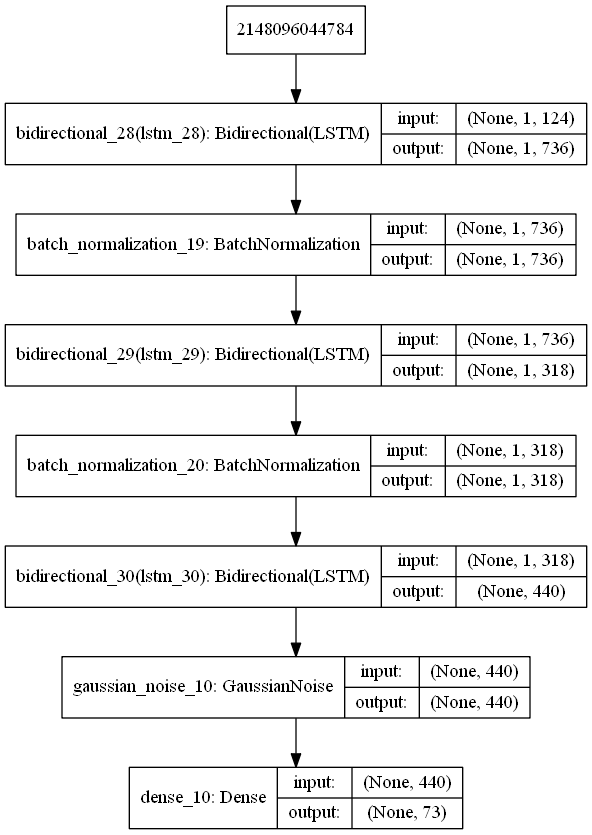 2148096044784
bidirectional_28(lstm_28): Bidirectional(LSTM)
input: (None, 1, 124)
output: (None, 1, 736)
batch_normalization_19: BatchNormalization
input: (None, 1, 736)
output: (None, 1, 736)
bidirectional_29(lstm_29): Bidirectional(LSTM)
input: (None, 1, 736)
output: (None, 1, 318)
batch_normalization_20: BatchNormalization
input: (None, 1, 318)
output: (None, 1, 318)
bidirectional_30(lstm_30): Bidirectional(LSTM)
input: (None, 1, 318)
output: (None, 440)
gaussian_noise_10: GaussianNoise
input: (None, 440)
output: (None, 440)
dense_10: Dense
input: (None, 440)
output: (None, 73)